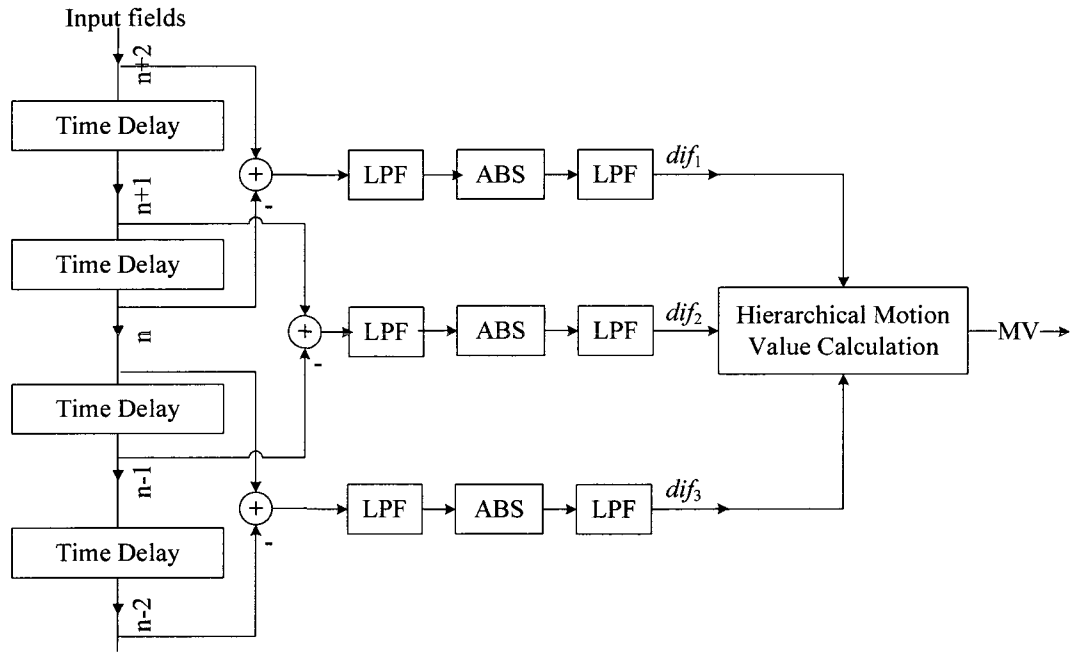 Input fields
n+2
Time Delay
n+1
Time Delay
n
Time Delay
n-1
Time Delay
n-2
+
-
LPF
ABS
LPF
dif₁
+
-
LPF
ABS
LPF
dif₂
+
-
LPF
ABS
LPF
dif₃
Hierarchical Motion
Value Calculation
MV